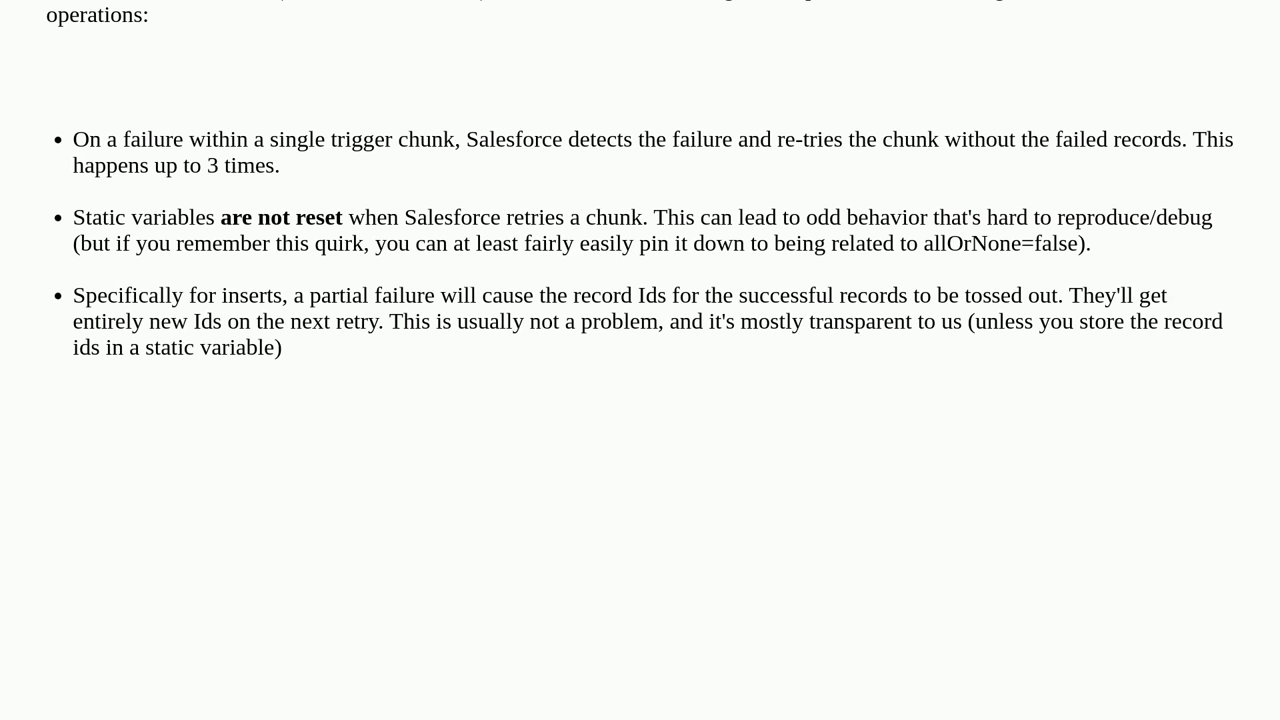 operations:
• On a failure within a single trigger chunk, Salesforce detects the failure and re-tries the chunk without the failed records. This
happens up to 3 times.
• Static variables are not reset when Salesforce retries a chunk. This can lead to odd behavior that's hard to reproduce/debug
(but if you remember this quirk, you can at least fairly easily pin it down to being related to allOrNone=false).
• Specifically for inserts, a partial failure will cause the record Ids for the successful records to be tossed out. They'll get
entirely new Ids on the next retry. This is usually not a problem, and it's mostly transparent to us (unless you store the record
ids in a static variable)